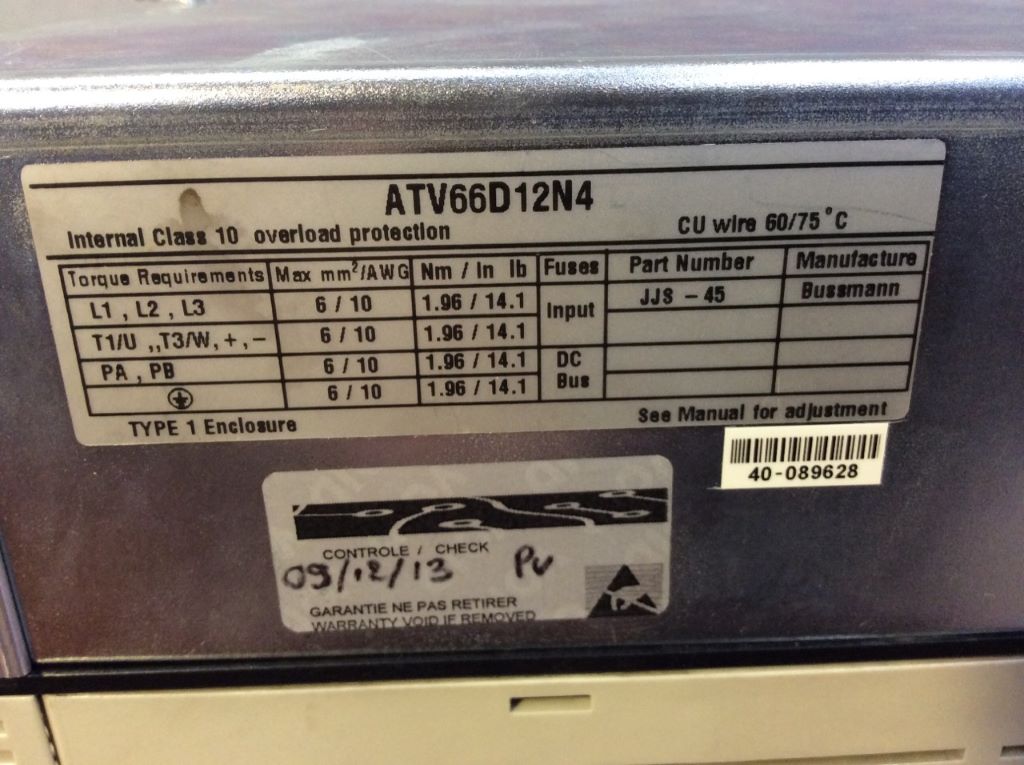 ATV66D12N4
Internal Class 10 overload protection CU wire 60/75°C
Torque Requirements Max mm²/AWG Nm / In lb Fuses Part Number Manufacture
L1 , L2 , L3 6 / 10 1.96 / 14.1 Input JJS - 45 Bussmann
T1/U ,,T3/W, +, - 6 / 10 1.96 / 14.1
PA , PB 6 / 10 1.96 / 14.1 DC Bus
6 / 10 1.96 / 14.1
TYPE 1 Enclosure See Manual for adjustment
40-089628
CONTROLE / CHECK
09/12/13 PV
GARANTIE NE PAS RETIRER
WARRANTY VOID IF REMOVED